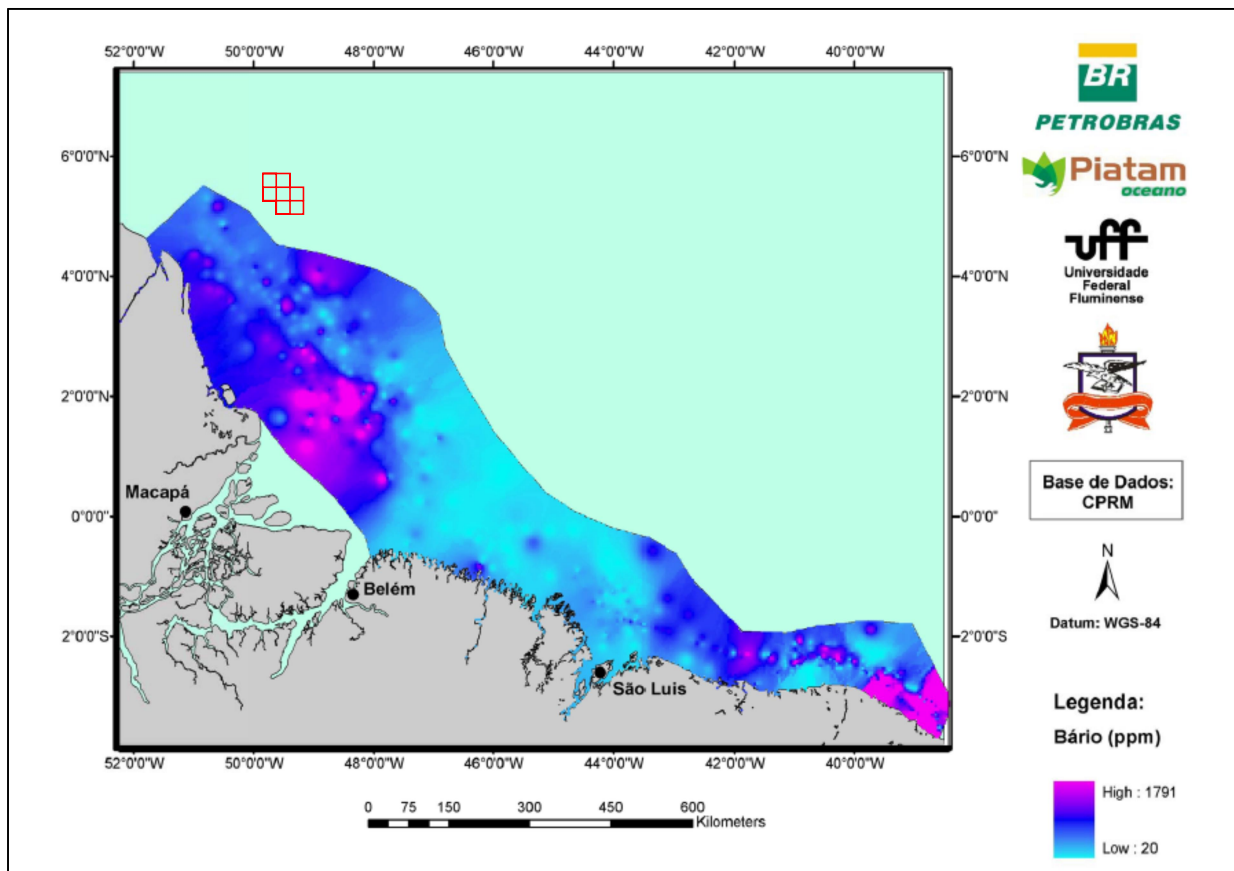 52°0'0"W 50°0'0"W 48°0'0"W 46°0'0"W 44°0'0"W 42°0'0"W 40°0'0"W
6°0'0"N 6°0'0"N
4°0'0"N 4°0'0"N
2°0'0"N 2°0'0"N
0°0'0" 0°0'0"
2°0'0"S 2°0'0"S
Macapá
Belém
São Luis
52°0'0"W 50°0'0"W 48°0'0"W 46°0'0"W 44°0'0"W 42°0'0"W 40°0'0"W
0 75 150 300 450 600
Kilometers
BR
PETROBRAS
Piatam
oceano
uff
Universidade
Federal
Fluminense
Base de Dados:
CPRM
N
Datum: WGS-84
Legenda:
Bário (ppm)
High : 1791
Low : 20